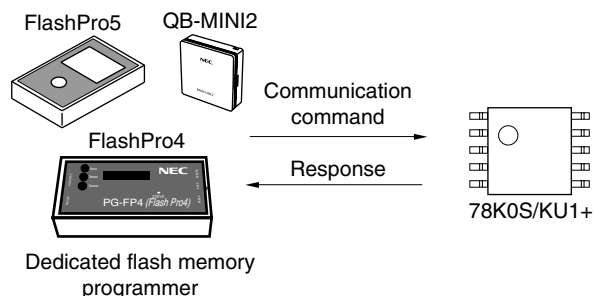 FlashPro5
QB-MINI2
NEC
Communication
command
FlashPro4
NEC
PG-FP4 (Flash Pro4)
Response
78K0S/KU1+
Dedicated flash memory
programmer